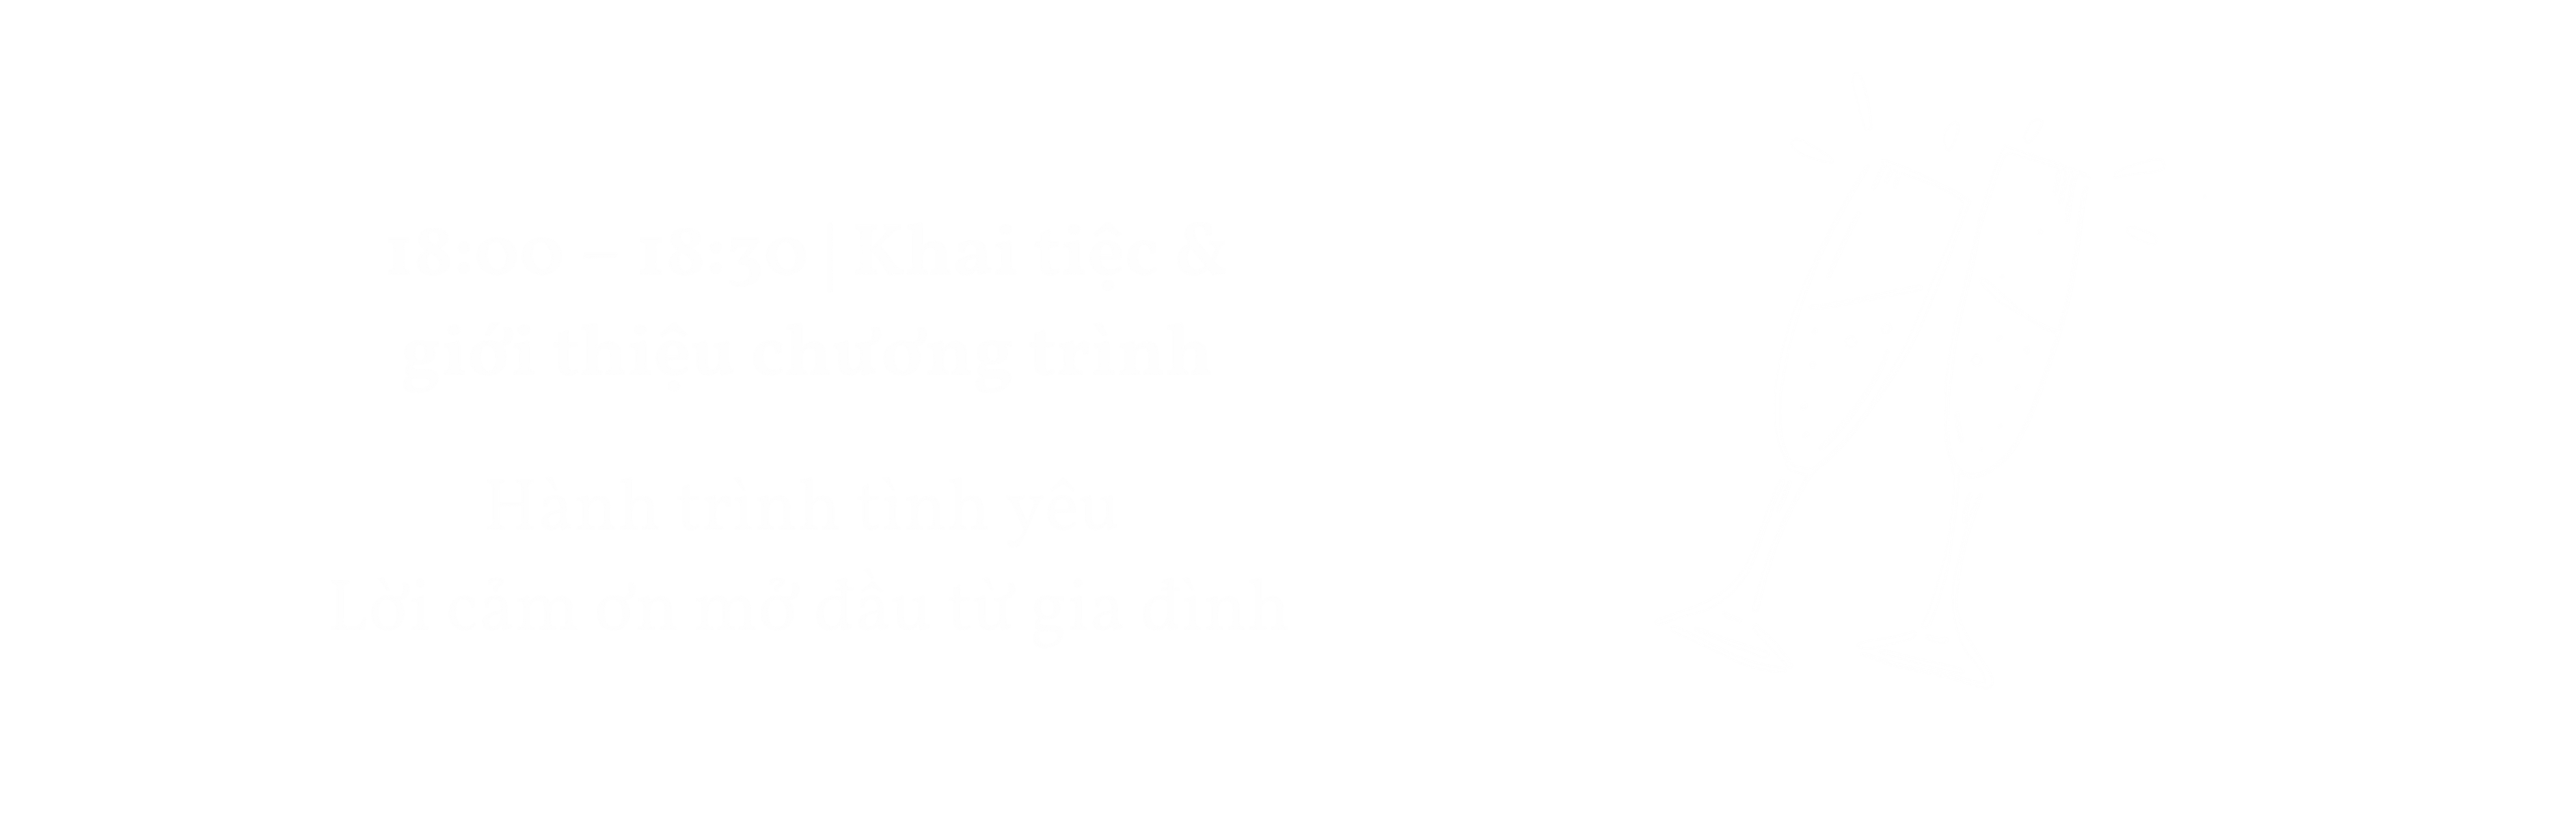 18:00 – 18:30 | Khai tiệc &
giới thiệu chương trình
Hành trình tình yêu
Lời cảm ơn mở đầu từ gia đình